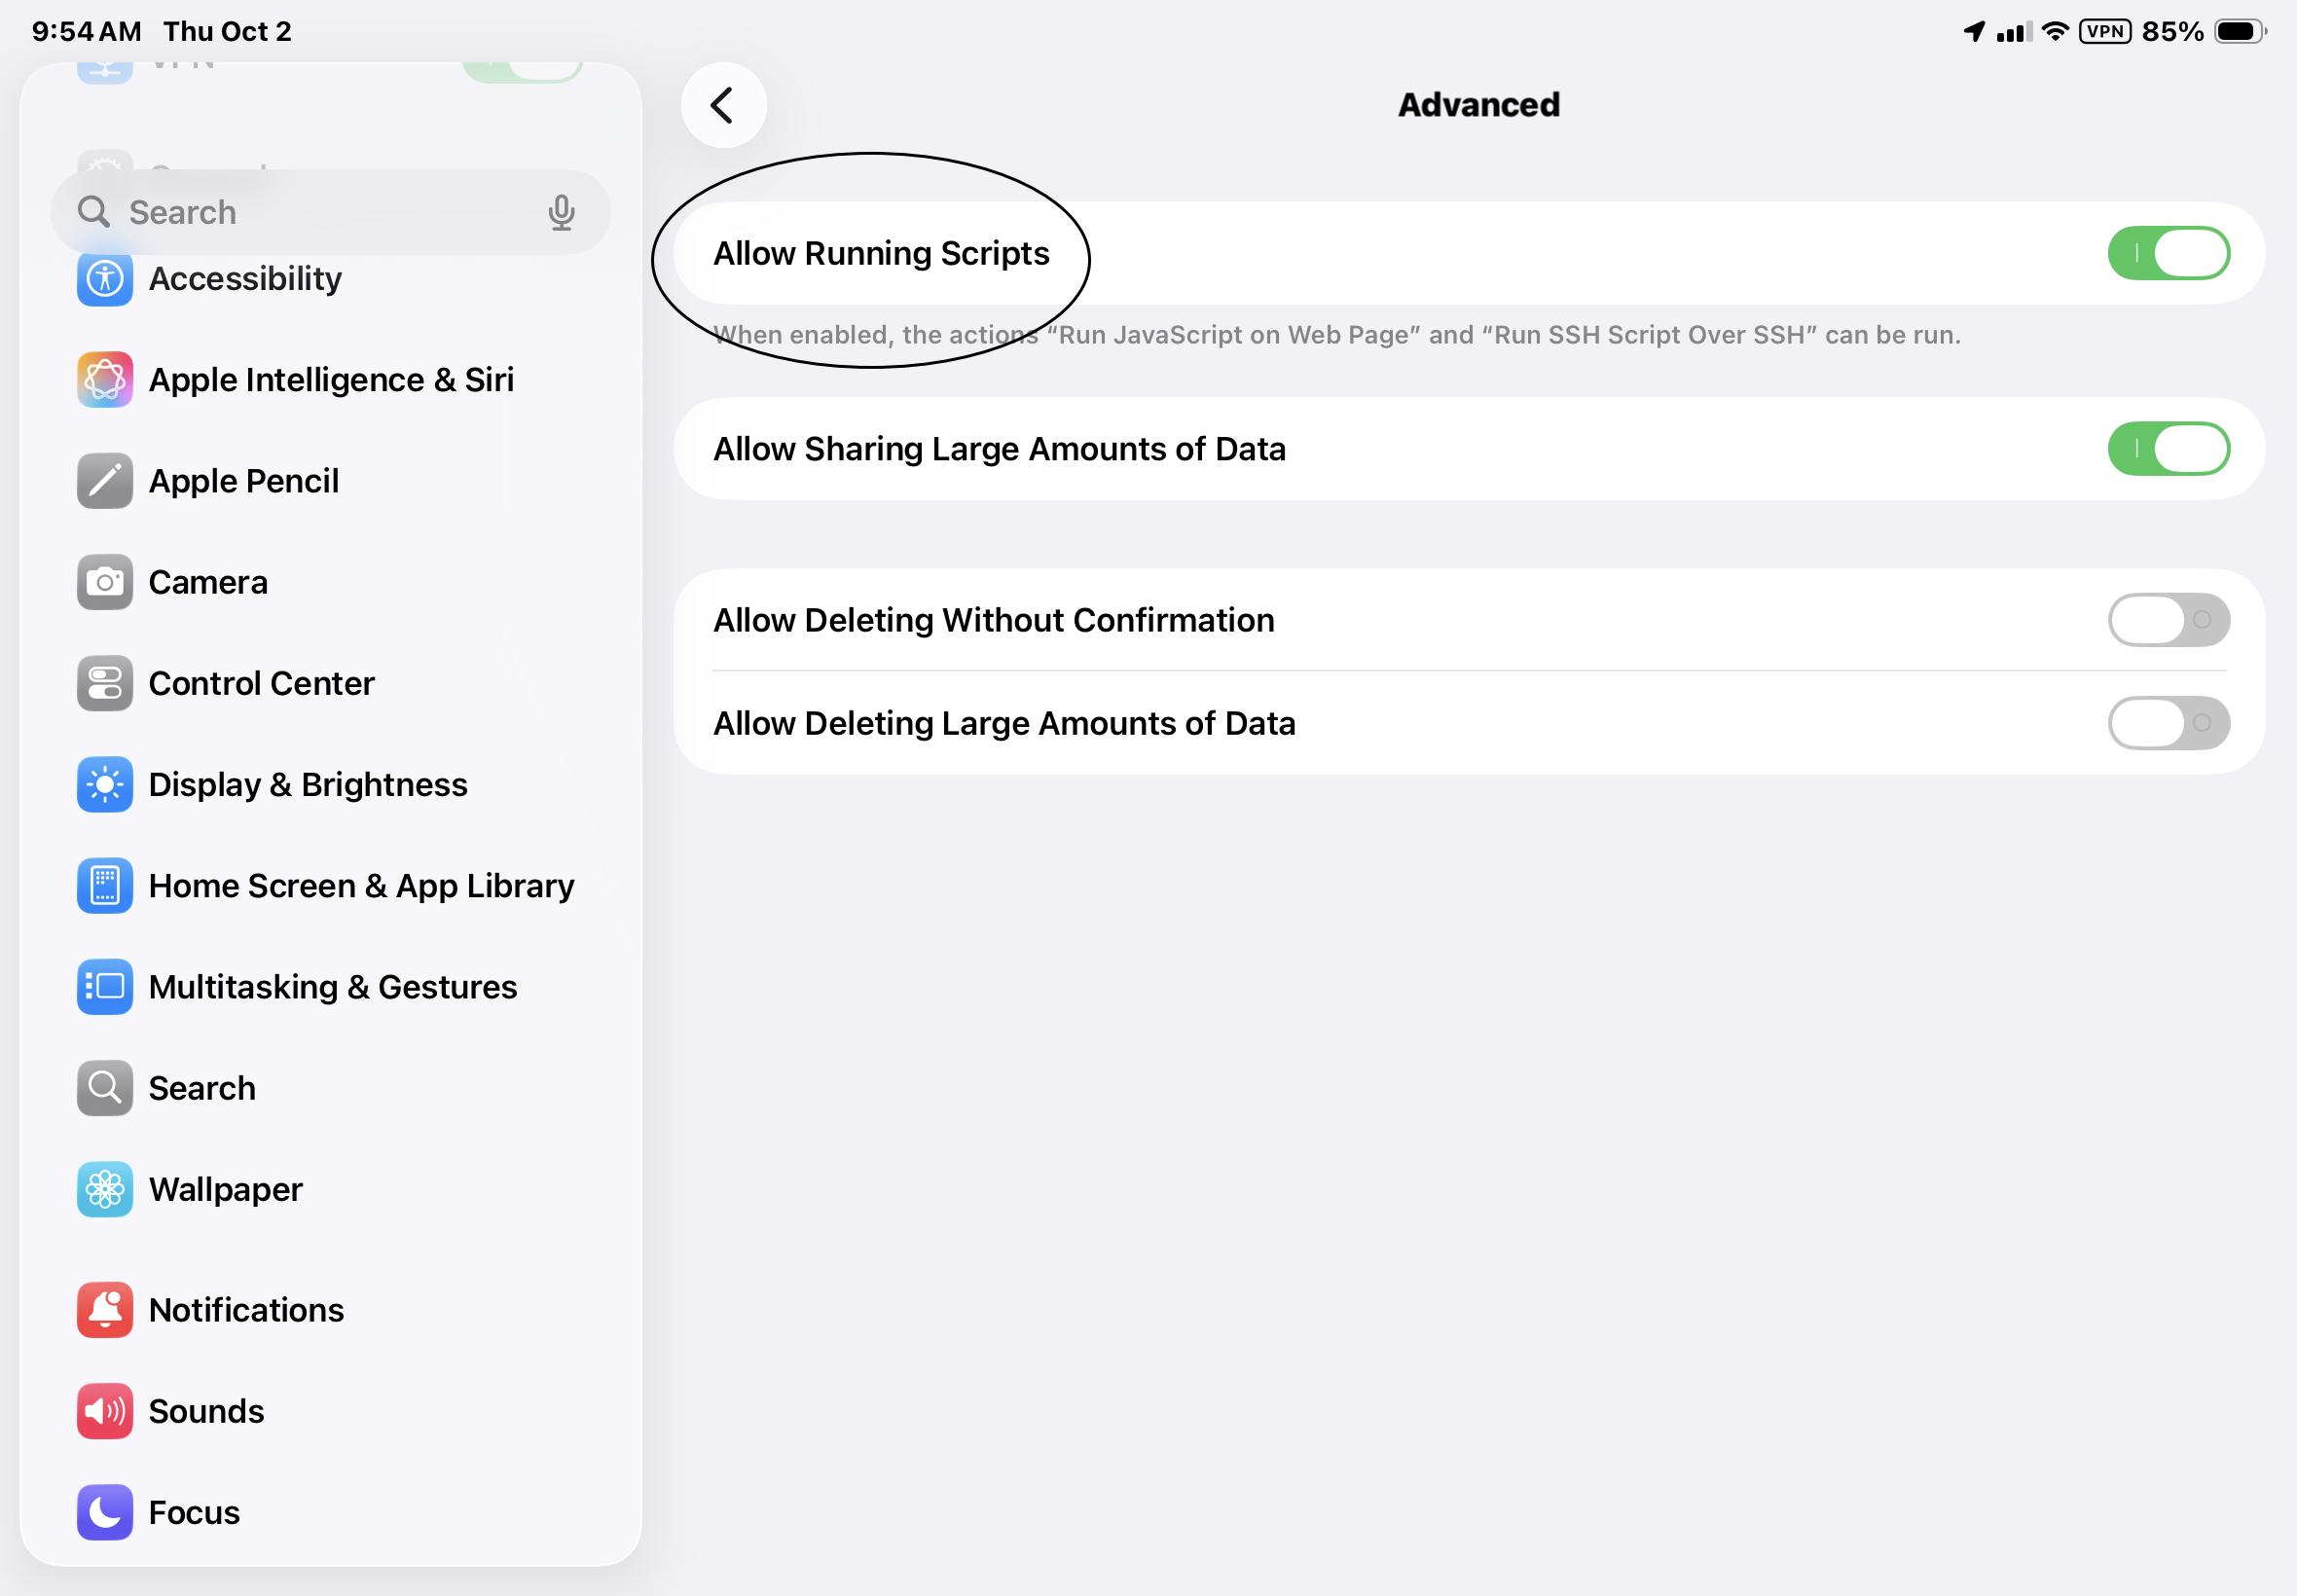 9:54 AM Thu Oct 2
VPN 85%
VPN
Search
Accessibility
Apple Intelligence & Siri
Apple Pencil
Camera
Control Center
Display & Brightness
Home Screen & App Library
Multitasking & Gestures
Search
Wallpaper
Notifications
Sounds
Focus
Advanced
Allow Running Scripts
When enabled, the actions “Run JavaScript on Web Page” and “Run SSH Script Over SSH” can be run.
Allow Sharing Large Amounts of Data
Allow Deleting Without Confirmation
Allow Deleting Large Amounts of Data